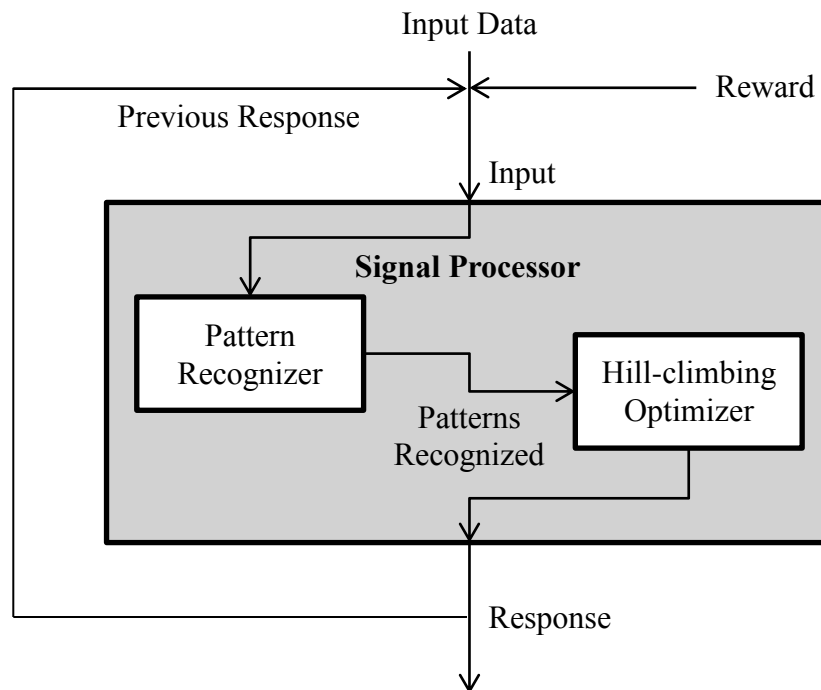 Input Data
Reward
Previous Response
Input
Signal Processor
Pattern
Recognizer
Hill-climbing
Optimizer
Patterns
Recognized
Response